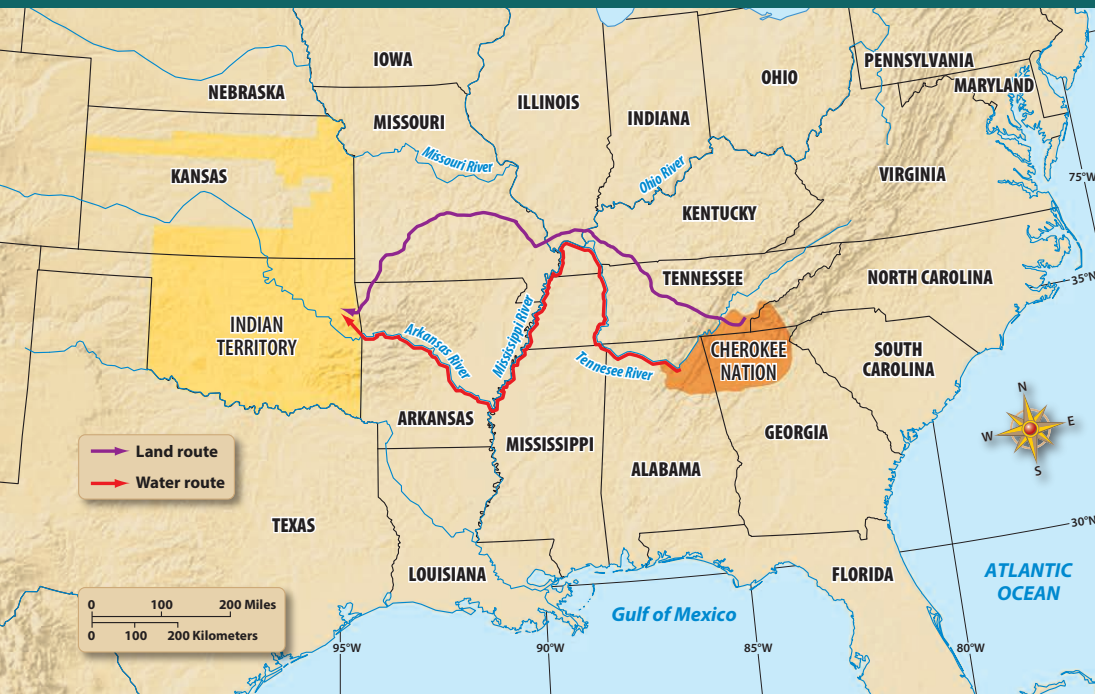 IOWA
PENNSYLVANIA
OHIO
MARYLAND
NEBRASKA
ILLINOIS
INDIANA
MISSOURI
Missouri River
Ohio River
KANSAS
VIRGINIA
75°W
KENTUCKY
TENNESSEE
NORTH CAROLINA
35°N
INDIAN
TERRITORY
Arkansas River
Mississippi River
Tennesee River
CHEROKEE
NATION
SOUTH
CAROLINA
N
W
E
S
ARKANSAS
MISSISSIPPI
GEORGIA
ALABAMA
Land route
Water route
TEXAS
30°N
LOUISIANA
FLORIDA
ATLANTIC
OCEAN
Gulf of Mexico
0 100 200 Miles
0 100 200 Kilometers
95°W
90°W
85°W
80°W